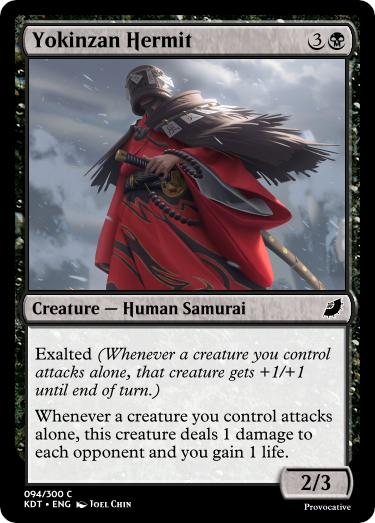 Yokinzan Hermit 3
Creature — Human Samurai
Exalted (Whenever a creature you control
attacks alone, that creature gets +1/+1
until end of turn.)
Whenever a creature you control attacks
alone, this creature deals 1 damage to
each opponent and you gain 1 life.
2/3
094/300 C
KDT • ENG Joel Chin
Provocative